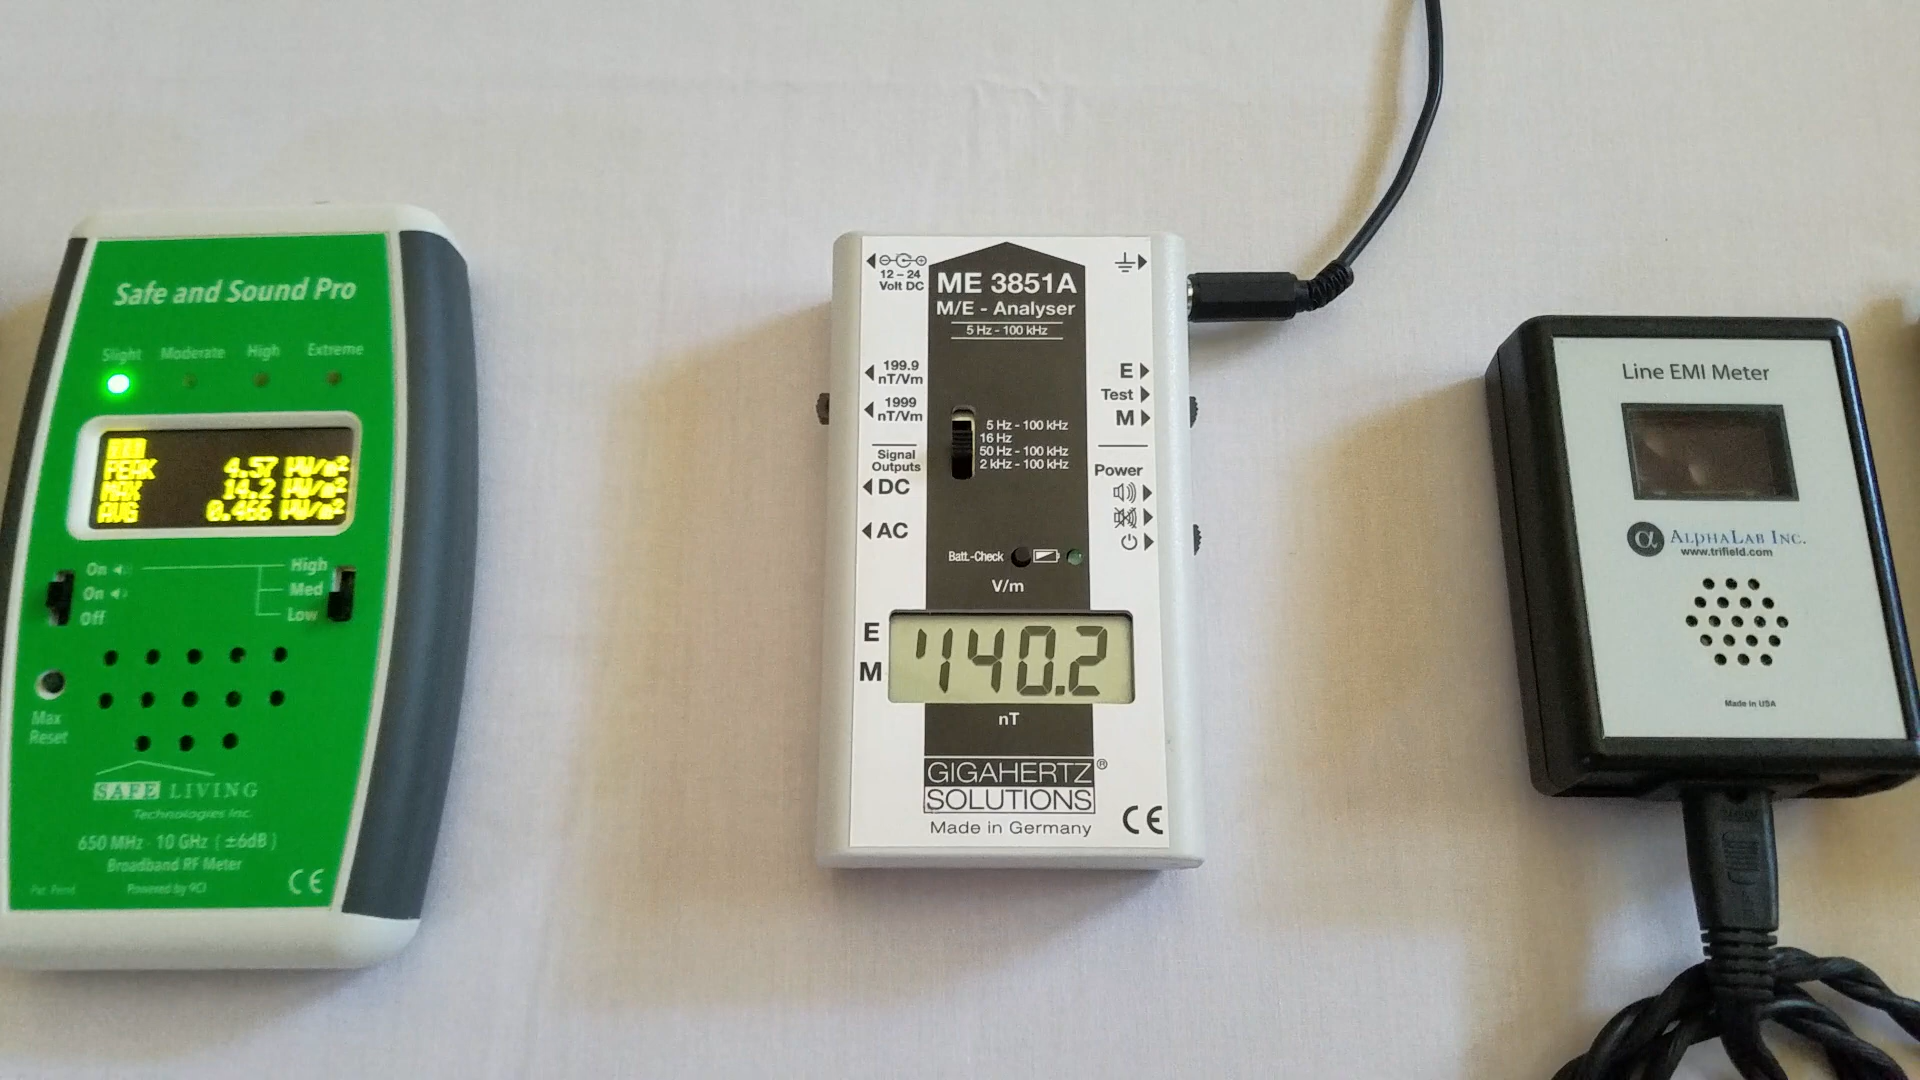 Safe and Sound Pro
Slight Moderate High Extreme
PEAK 4.57 µW/m²
MAX 14.2 µW/m²
AVG 0.466 µW/m²
On High
On Med
Off Low
Max
Reset
SAFE LIVING
Technologies Inc.
650 MHz - 10 GHz ( ±6dB )
Broadband RF Meter
Powered by
CE
12 – 24
Volt DC
ME 3851A
M/E - Analyser
5 Hz - 100 kHz
199.9
nT/Vm
1999
nT/Vm
Signal
Outputs
DC
AC
5 Hz - 100 kHz
16 Hz
50 Hz - 100 kHz
2 kHz - 100 kHz
E
Test
M
Power
Batt.-Check
V/m
E
M
140.2
nT
GIGAHERTZ®
SOLUTIONS
Made in Germany
CE
Line EMI Meter
α ALPHALAB INC.
www.trifield.com
Made in USA